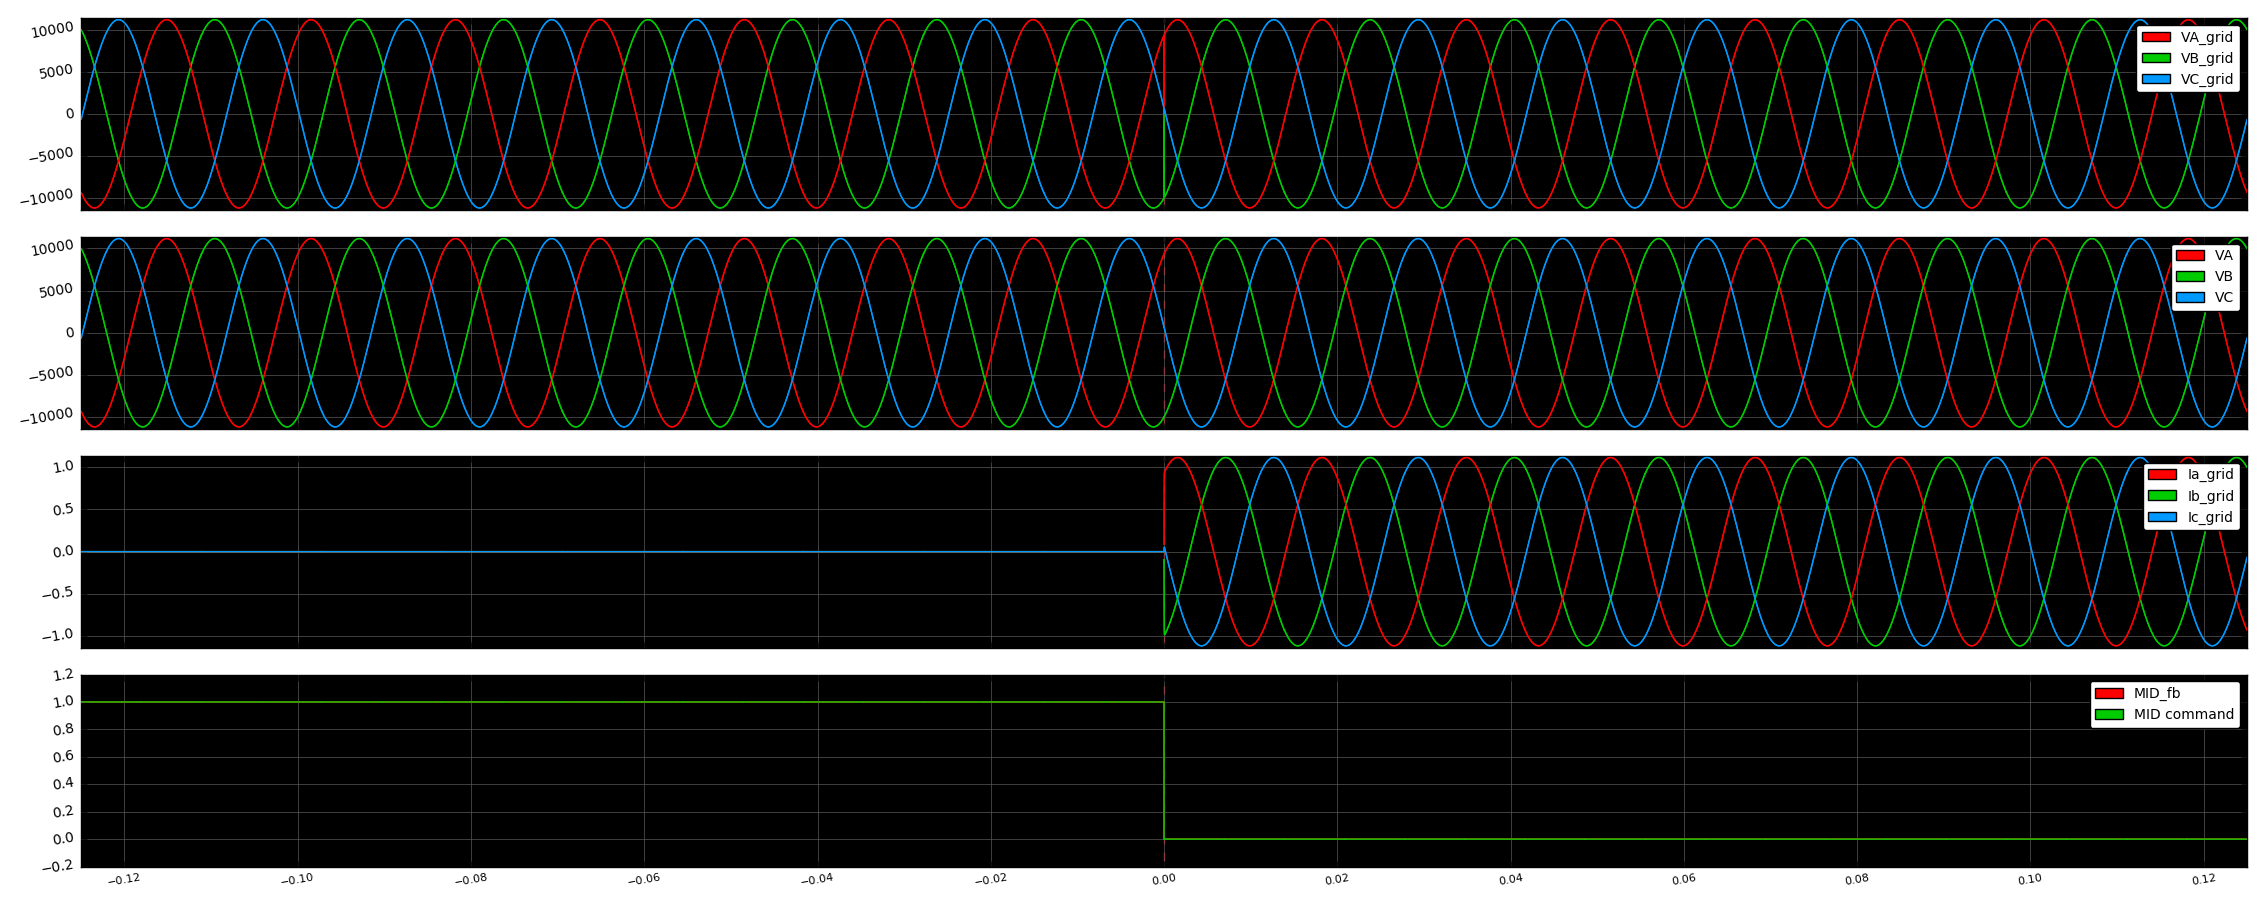 10000
5000
0
−5000
−10000
VA_grid
VB_grid
VC_grid
10000
5000
0
−5000
−10000
VA
VB
VC
1.0
0.5
0.0
−0.5
−1.0
Ia_grid
Ib_grid
Ic_grid
1.2
1.0
0.8
0.6
0.4
0.2
0.0
−0.2
MID_fb
MID command
−0.12 −0.10 −0.08 −0.06 −0.04 −0.02 0.00 0.02 0.04 0.06 0.08 0.10 0.12